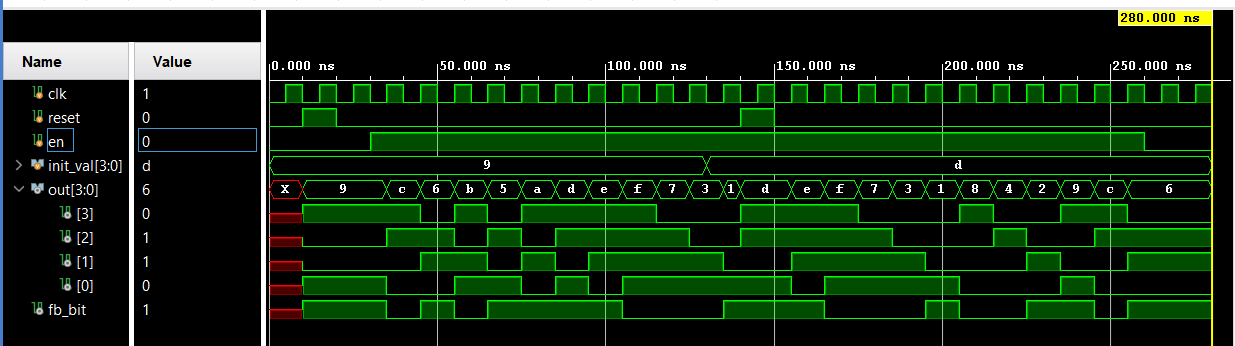 280.000 ns
Name Value
0.000 ns 50.000 ns 100.000 ns 150.000 ns 200.000 ns 250.000 ns
clk 1
reset 0
en 0
init_val[3:0] d 9 d
out[3:0] 6 X 9 c 6 b 5 a d e f 7 3 1 d e f 7 3 1 8 4 2 9 c 6
[3] 0
[2] 1
[1] 1
[0] 0
fb_bit 1